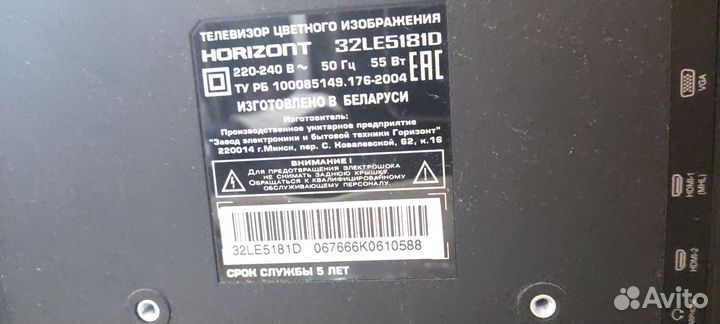 ТЕЛЕВИЗОР ЦВЕТНОГО ИЗОБРАЖЕНИЯ
HORIZONT 32LE5181D
220-240 В ~ 50 Гц 55 Вт
ТУ РБ 100085149.176-2004
EAC
ИЗГОТОВЛЕНО В БЕЛАРУСИ
Изготовитель:
Производственное унитарное предприятие
"Завод электроники и бытовой техники Горизонт"
220014 г.Минск, пер. С. Ковалевской, 62, к.16
ВНИМАНИЕ!
Для предотвращения электрошока
не снимать заднюю крышку.
Обращаться к квалифицированному
обслуживающему персоналу.
32LE5181D 067666K0610588
СРОК СЛУЖБЫ 5 ЛЕТ
VGA
HDMI-1
(MHL)
HDMI-2
Avito